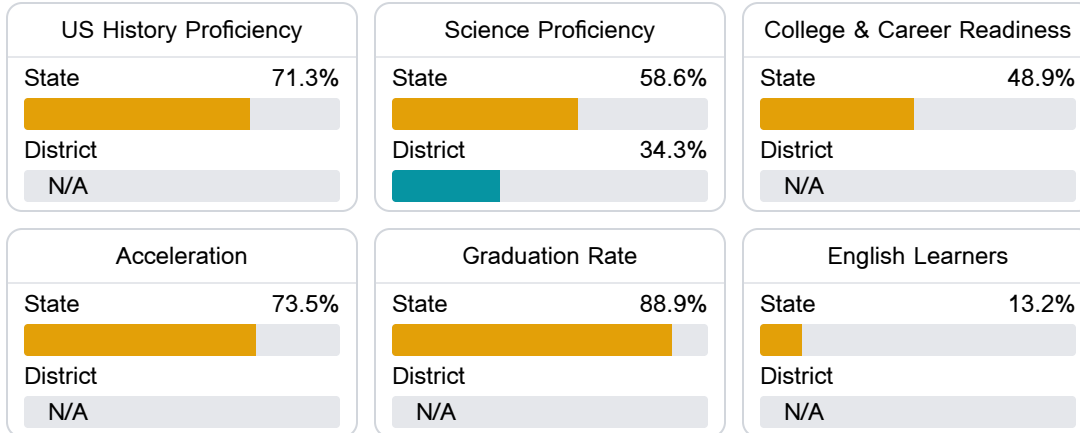 US History Proficiency
State 71.3%
District
N/A
Science Proficiency
State 58.6%
District 34.3%
College & Career Readiness
State 48.9%
District
N/A
Acceleration
State 73.5%
District
N/A
Graduation Rate
State 88.9%
District
N/A
English Learners
State 13.2%
District
N/A